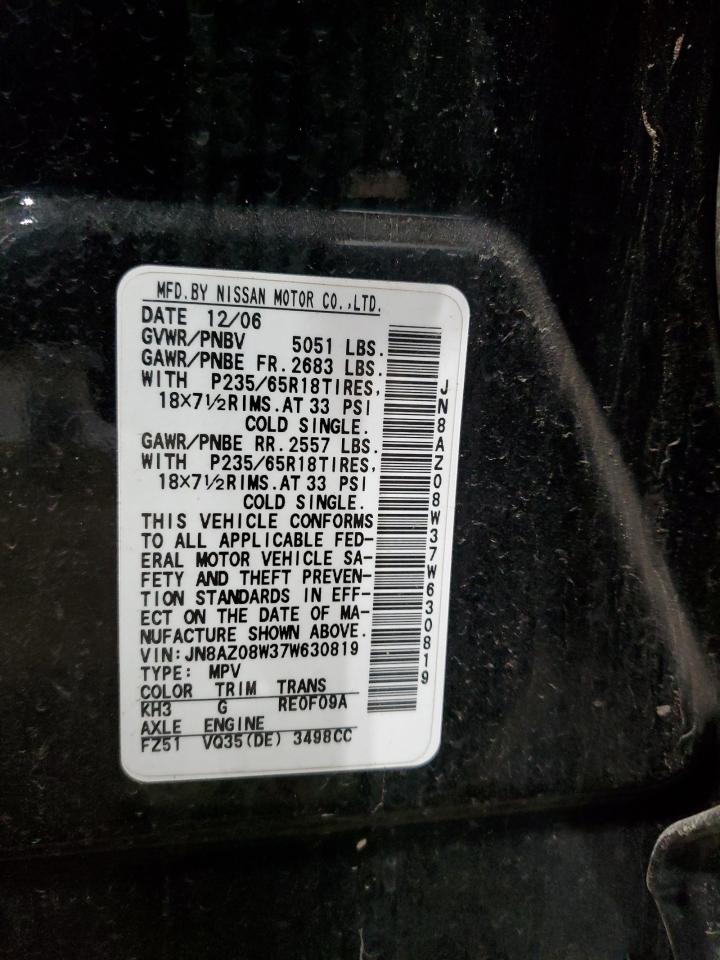 MFD.BY NISSAN MOTOR CO.,LTD.
DATE 12/06
GVWR/PNBV 5051 LBS.
GAWR/PNBE FR.2683 LBS.
WITH P235/65R18TIRES,
18×7½RIMS.AT 33 PSI
COLD SINGLE.
GAWR/PNBE RR.2557 LBS.
WITH P235/65R18TIRES,
18×7½RIMS.AT 33 PSI
COLD SINGLE.
THIS VEHICLE CONFORMS
TO ALL APPLICABLE FED-
ERAL MOTOR VEHICLE SA-
FETY AND THEFT PREVEN-
TION STANDARDS IN EFF-
ECT ON THE DATE OF MA-
NUFACTURE SHOWN ABOVE.
VIN:JN8AZ08W37W630819
TYPE: MPV
COLOR TRIM TRANS
KH3 G RE0F09A
AXLE ENGINE
FZ51 VQ35(DE) 3498CC
JN8AZ08W37W630819